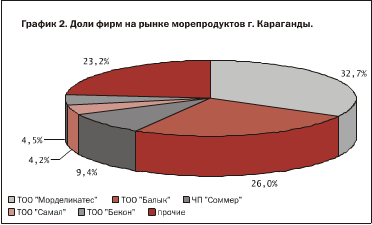 График 2. Доли фирм на рынке морепродуктов г. Караганды.
23,2%
32,7%
4,5%
4,2%
9,4%
26,0%
ТОО "Морделикатес" ТОО "Балык" ЧП "Соммер"
ТОО "Самал" ТОО "Бекон" прочие